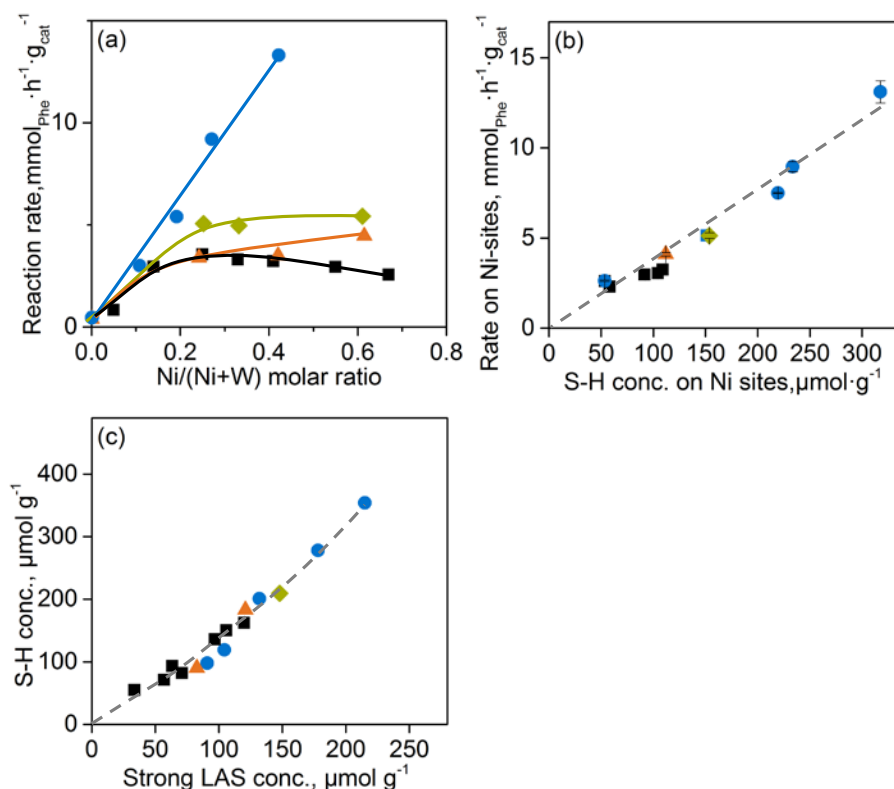 (a)
Reaction rate,mmol_Phe·h⁻¹·g_cat⁻¹
10
0
0.0 0.2 0.4 0.6 0.8
Ni/(Ni+W) molar ratio
(b)
Rate on Ni-sites, mmol_Phe·h⁻¹·g_cat⁻¹
15
10
5
0
0 50 100 150 200 250 300
S-H conc. on Ni sites,μmol·g⁻¹
(c)
S-H conc., μmol g⁻¹
400
300
200
100
0
0 50 100 150 200 250
Strong LAS conc., μmol g⁻¹